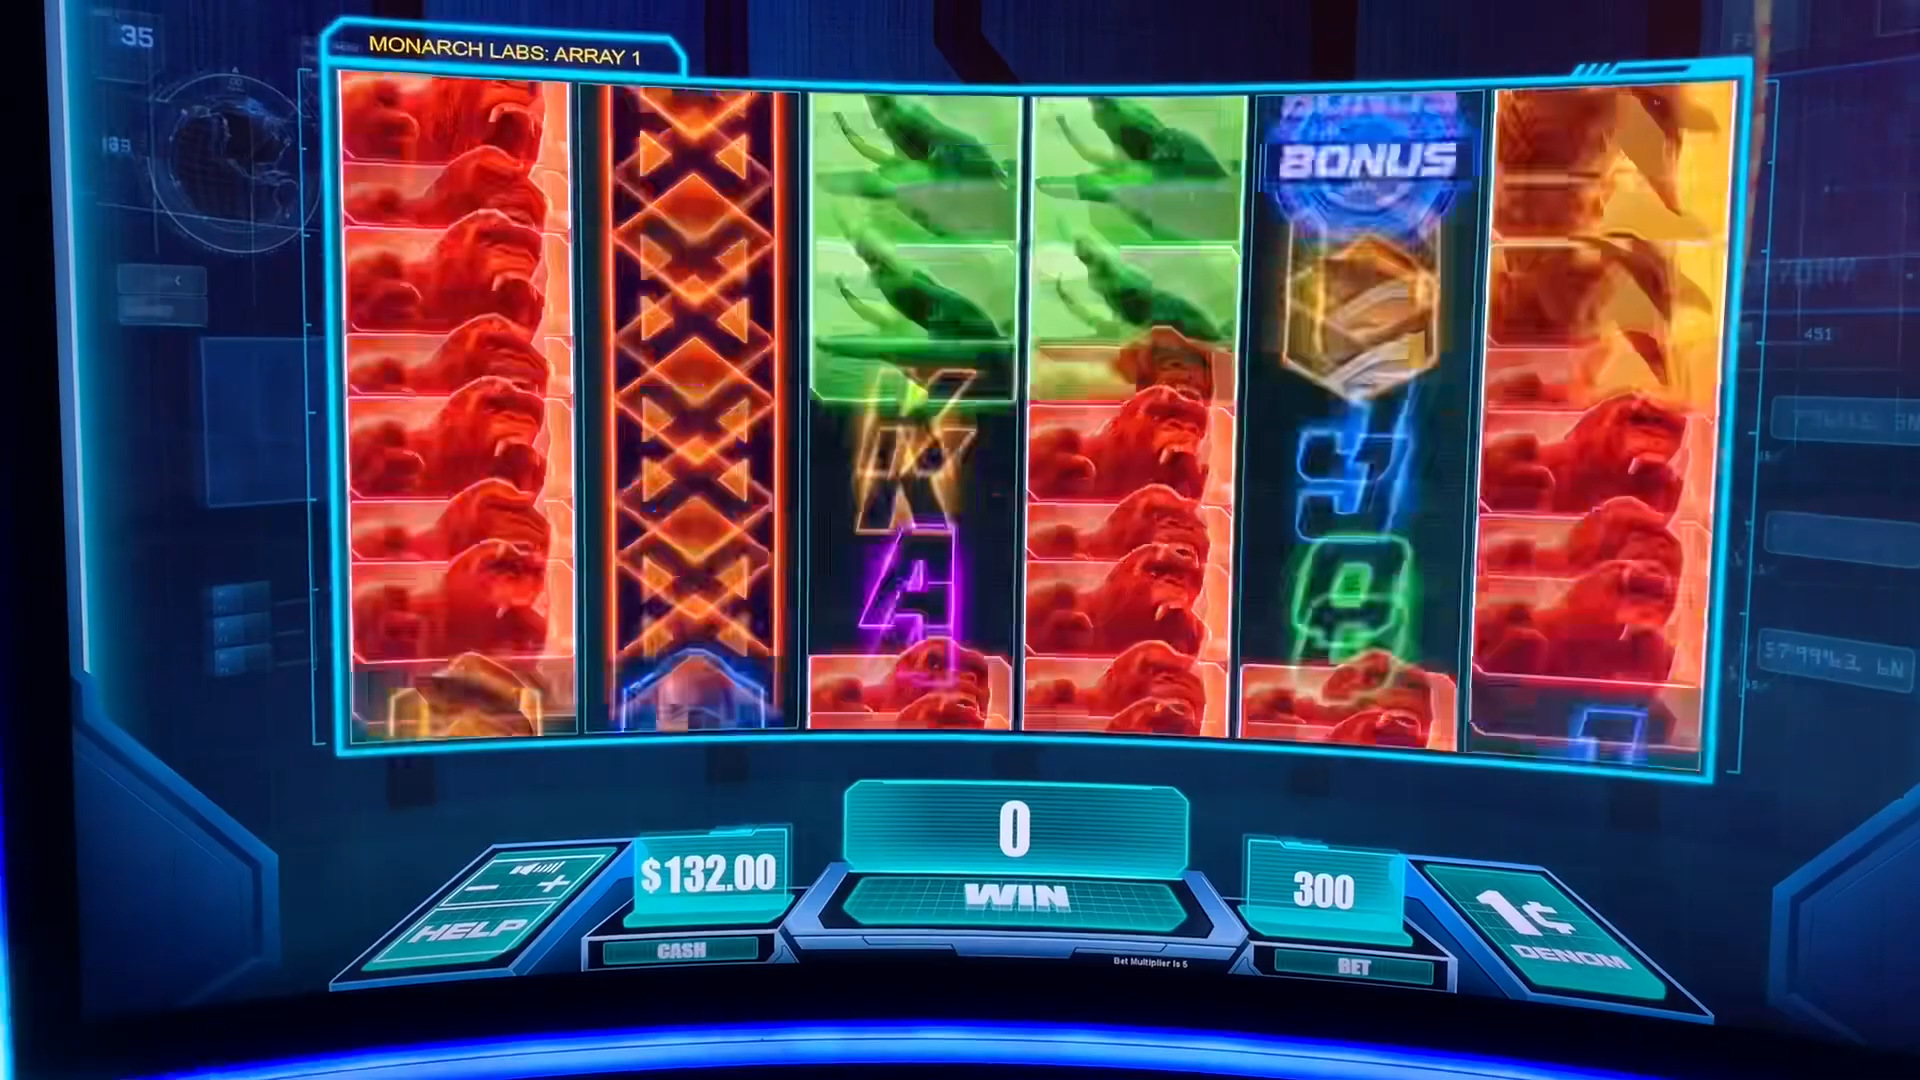 35
MONARCH LABS: ARRAY 1
BONUS
451
K
K
A
0
$132.00
WIN
300
1¢
- +
HELP
CASH
Bet Multiplier is 5
BET
DENOM